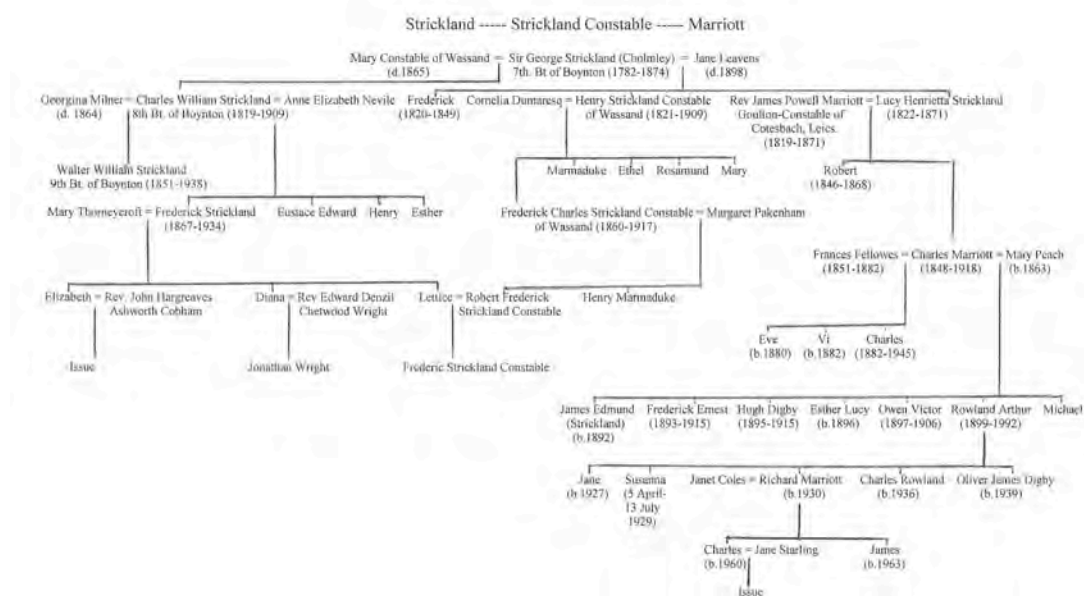 Strickland ----- Strickland Constable ----- Marriott
Mary Constable of Wassand = Sir George Strickland (Cholmley) = Jane Leavens
(d.1865) 7th. Bt of Boynton (1782-1874) (d.1898)
Georgina Milner = Charles William Strickland = Anne Elizabeth Nevile Frederick Cornelia Dumaresq = Henry Strickland Constable Rev James Powell Marriott = Lucy Henrietta Strickland
(d. 1864) 8th Bt. of Boynton (1819-1909) (1820-1849) of Wassand (1821-1909) Goulton-Constable of (1822-1871)
Cotesbach, Leics.
(1819-1871)
Walter William Strickland Marmaduke Ethel Rosamund Mary Robert
9th Bt. of Boynton (1851-1938) (1846-1868)
Mary Thorneycroft = Frederick Strickland Eustace Edward Henry Esther Frederick Charles Strickland Constable = Margaret Pakenham
(1867-1934) of Wassand (1860-1917)
Frances Fellowes = Charles Marriott = Mary Peach
(1851-1882) (1848-1918) (b.1863)
Elizabeth = Rev. John Hargreaves Diana = Rev Edward Denzil Lettice = Robert Frederick Henry Marmaduke
Ashworth Cobham Chetwood Wright Strickland Constable
Eve Vi Charles
(b.1880) (b.1882) (1882-1945)
Issue Jonathan Wright Frederic Strickland Constable
James Edmund Frederick Ernest Hugh Digby Esther Lucy Owen Victor Rowland Arthur Michael
(Strickland) (1893-1915) (1895-1915) (b.1896) (1897-1906) (1899-1992)
(b.1892)
Jane Susanna Janet Coles = Richard Marriott Charles Rowland Oliver James Digby
(b.1927) (5 April- (b.1930) (b.1936) (b.1939)
13 July
1929)
Charles = Jane Starling James
(b.1960) (b.1963)
Issue